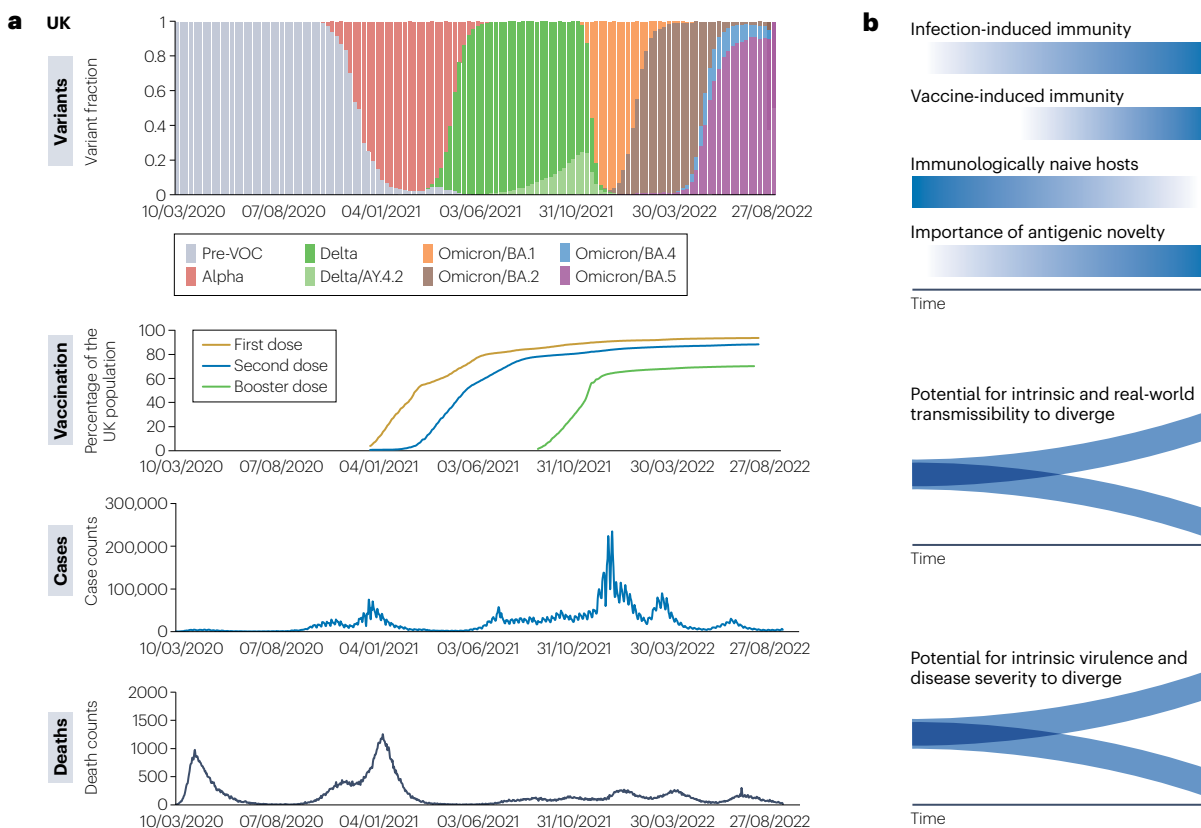 a UK
Variants
Variant fraction
1
0.8
0.6
0.4
0.2
0
10/03/2020 07/08/2020 04/01/2021 03/06/2021 31/10/2021 30/03/2022 27/08/2022
Pre-VOC Delta Omicron/BA.1 Omicron/BA.4
Alpha Delta/AY.4.2 Omicron/BA.2 Omicron/BA.5
Vaccination
Percentage of the
UK population
100
80
60
40
20
0
First dose
Second dose
Booster dose
10/03/2020 07/08/2020 04/01/2021 03/06/2021 31/10/2021 30/03/2022 27/08/2022
Cases
Case counts
300,000
200,000
100,000
0
10/03/2020 07/08/2020 04/01/2021 03/06/2021 31/10/2021 30/03/2022 27/08/2022
Deaths
Death counts
2000
1500
1000
500
0
10/03/2020 07/08/2020 04/01/2021 03/06/2021 31/10/2021 30/03/2022 27/08/2022
b
Infection-induced immunity
Vaccine-induced immunity
Immunologically naive hosts
Importance of antigenic novelty
Time
Potential for intrinsic and real-world
transmissibility to diverge
Time
Potential for intrinsic virulence and
disease severity to diverge
Time